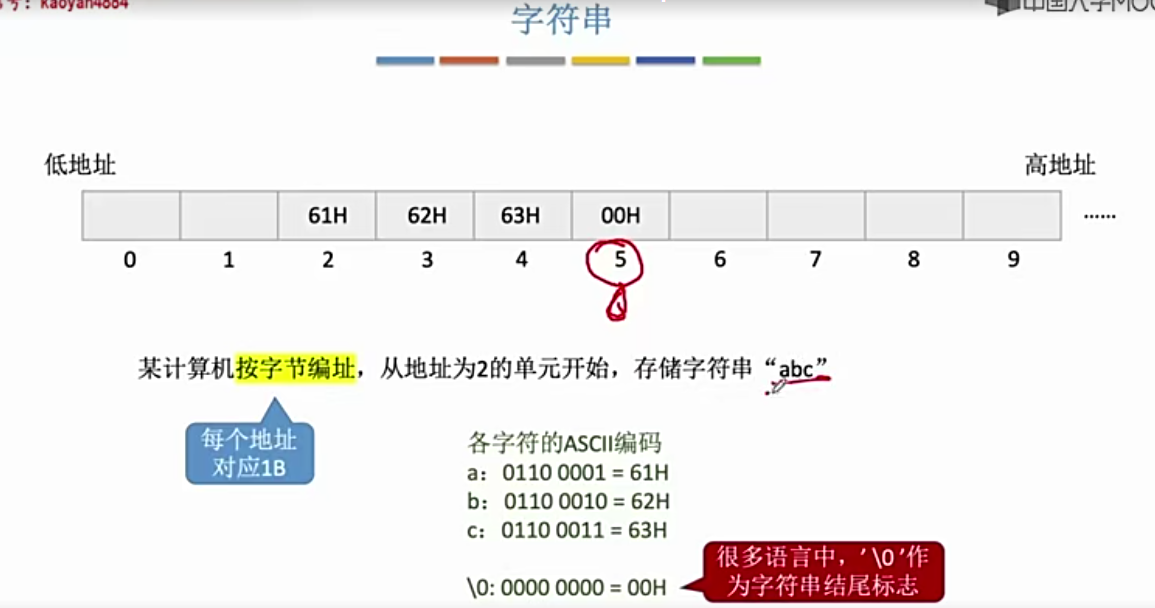 kaoyan4884
中国大学MOO
字符串
低地址
高地址
61H 62H 63H 00H ……
0 1 2 3 4 5 6 7 8 9
某计算机按字节编址，从地址为2的单元开始，存储字符串“abc”
每个地址
对应1B
各字符的ASCII编码
a： 0110 0001 = 61H
b： 0110 0010 = 62H
c： 0110 0011 = 63H
\0: 0000 0000 = 00H
很多语言中，’\0’作
为字符串结尾标志